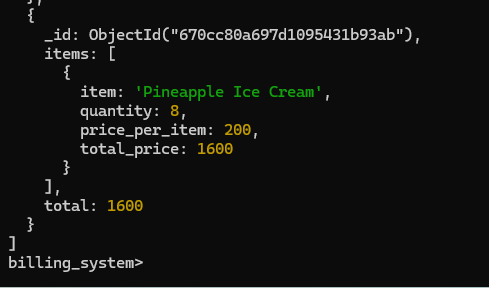 },
{
_id: ObjectId("670cc80a697d1095431b93ab"),
items: [
{
item: 'Pineapple Ice Cream',
quantity: 8,
price_per_item: 200,
total_price: 1600
}
],
total: 1600
}
]
billing_system>